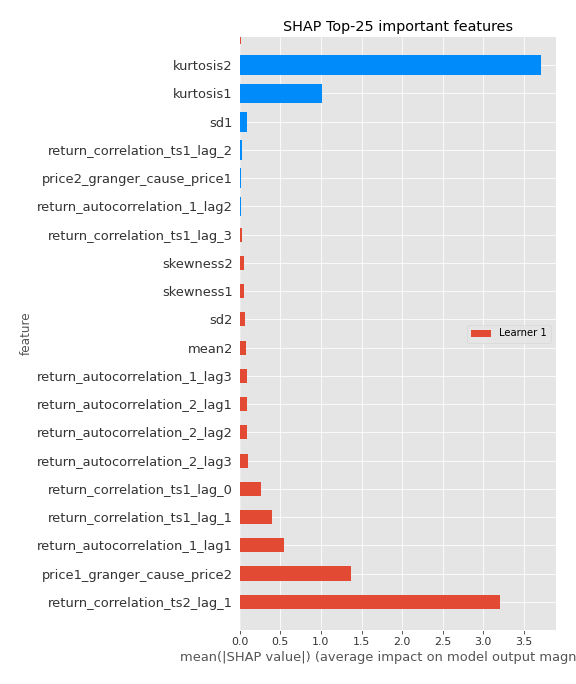 SHAP Top-25 important features
kurtosis2
kurtosis1
sd1
return_correlation_ts1_lag_2
price2_granger_cause_price1
return_autocorrelation_1_lag2
return_correlation_ts1_lag_3
skewness2
skewness1
sd2
mean2
return_autocorrelation_1_lag3
return_autocorrelation_2_lag1
return_autocorrelation_2_lag2
return_autocorrelation_2_lag3
return_correlation_ts1_lag_0
return_correlation_ts1_lag_1
return_autocorrelation_1_lag1
price1_granger_cause_price2
return_correlation_ts2_lag_1
feature
Learner 1
0.0 0.5 1.0 1.5 2.0 2.5 3.0 3.5
mean(|SHAP value|) (average impact on model output magn